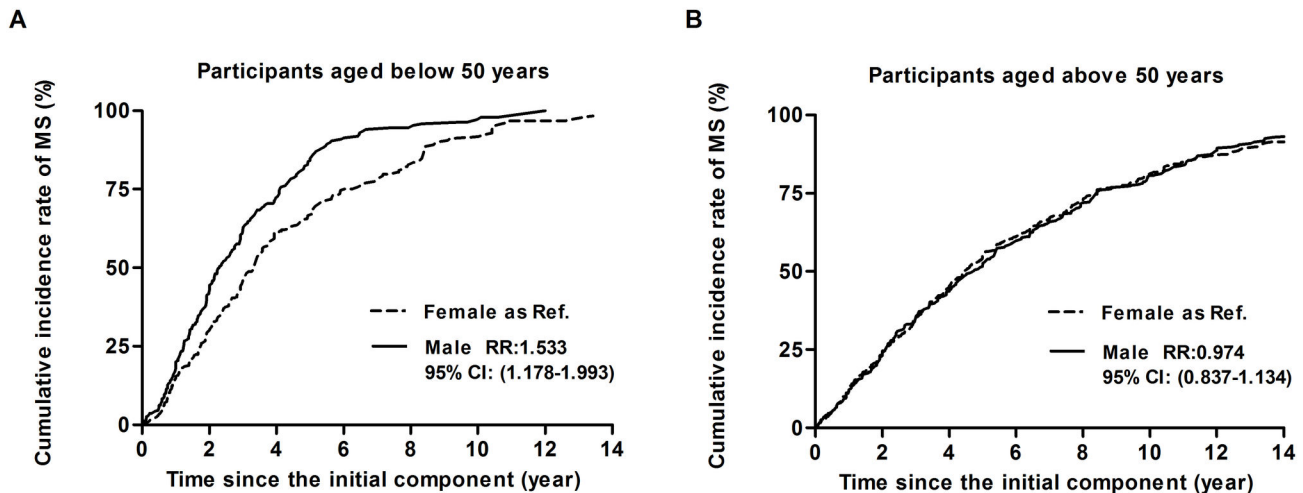 A
Participants aged below 50 years
Cumulative incidence rate of MS (%)
100
75
50
25
0
Female as Ref.
Male RR:1.533
95% CI: (1.178-1.993)
0 2 4 6 8 10 12 14
Time since the initial component (year)
B
Participants aged above 50 years
Cumulative incidence rate of MS (%)
100
75
50
25
0
Female as Ref.
Male RR:0.974
95% CI: (0.837-1.134)
0 2 4 6 8 10 12 14
Time since the initial component (year)